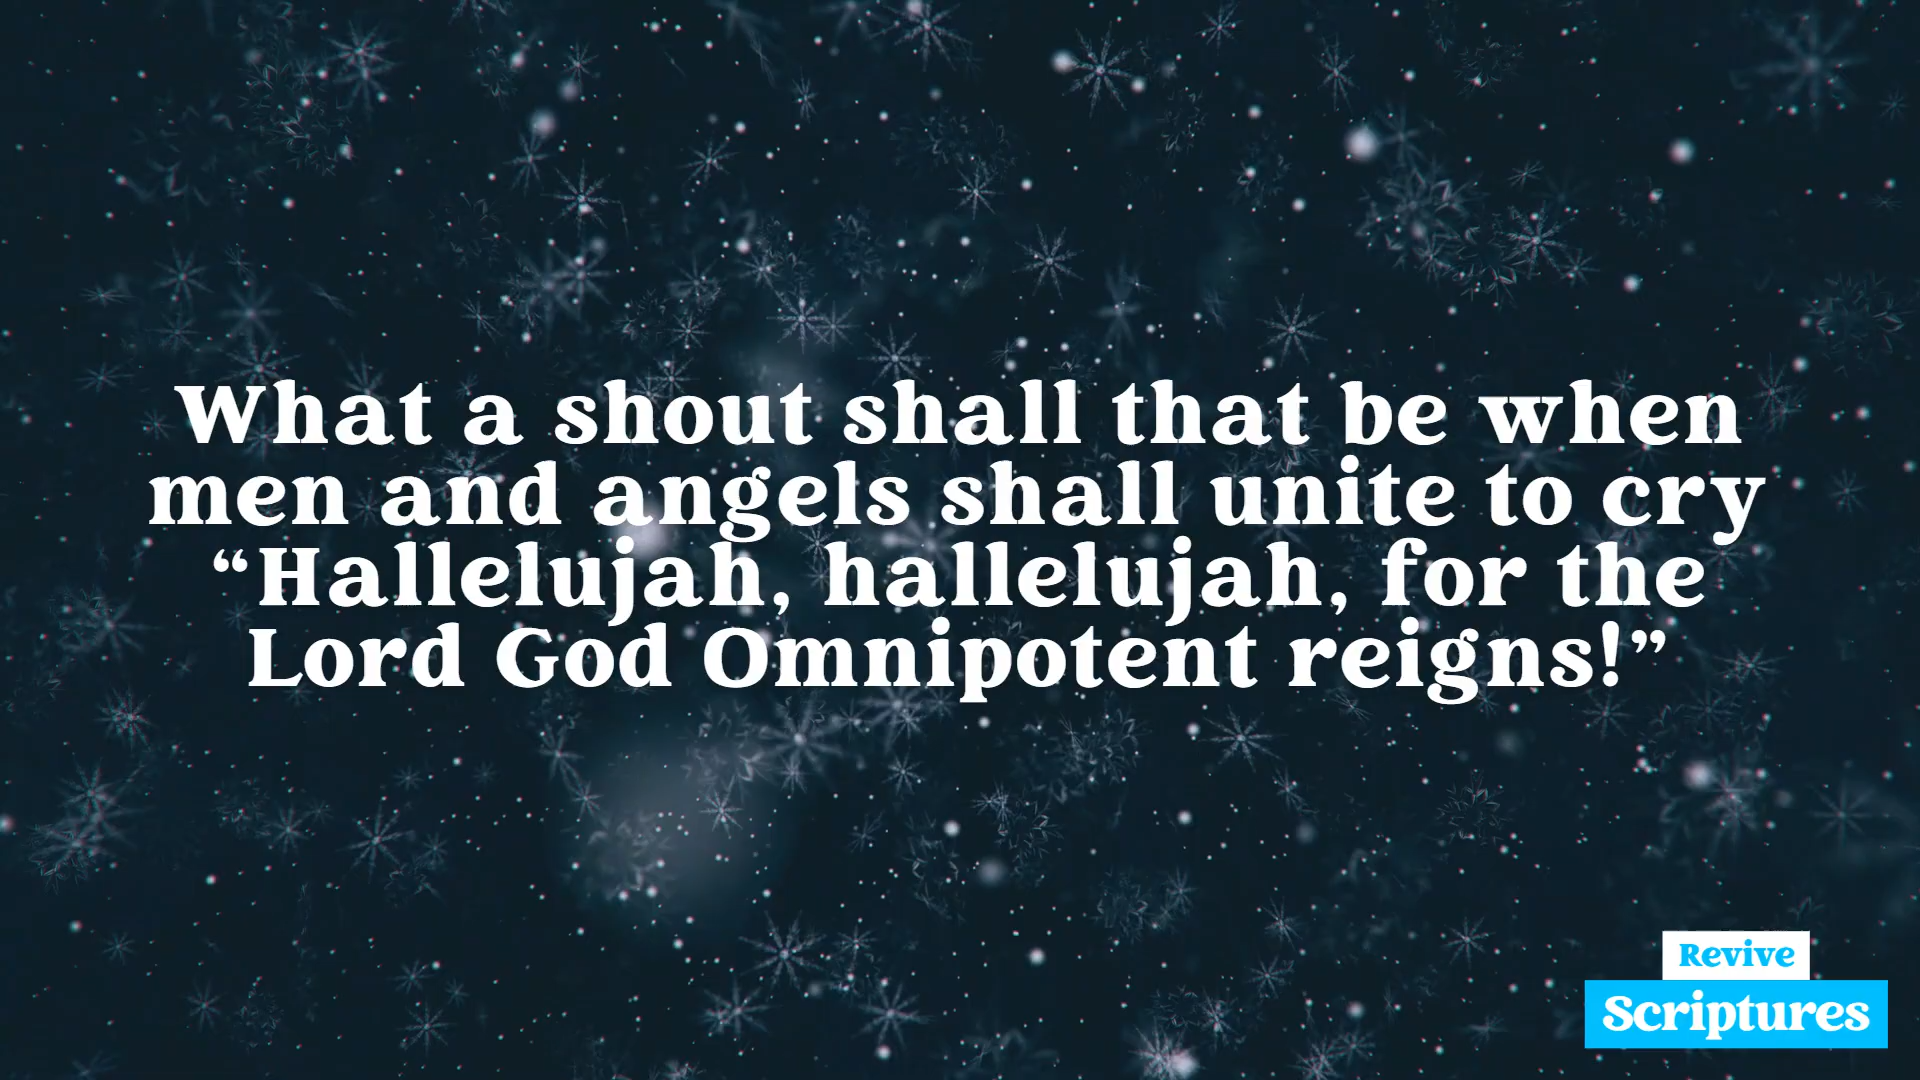 What a shout shall that be when
men and angels shall unite to cry
“Hallelujah, hallelujah, for the
Lord God Omnipotent reigns!”
Revive
Scriptures